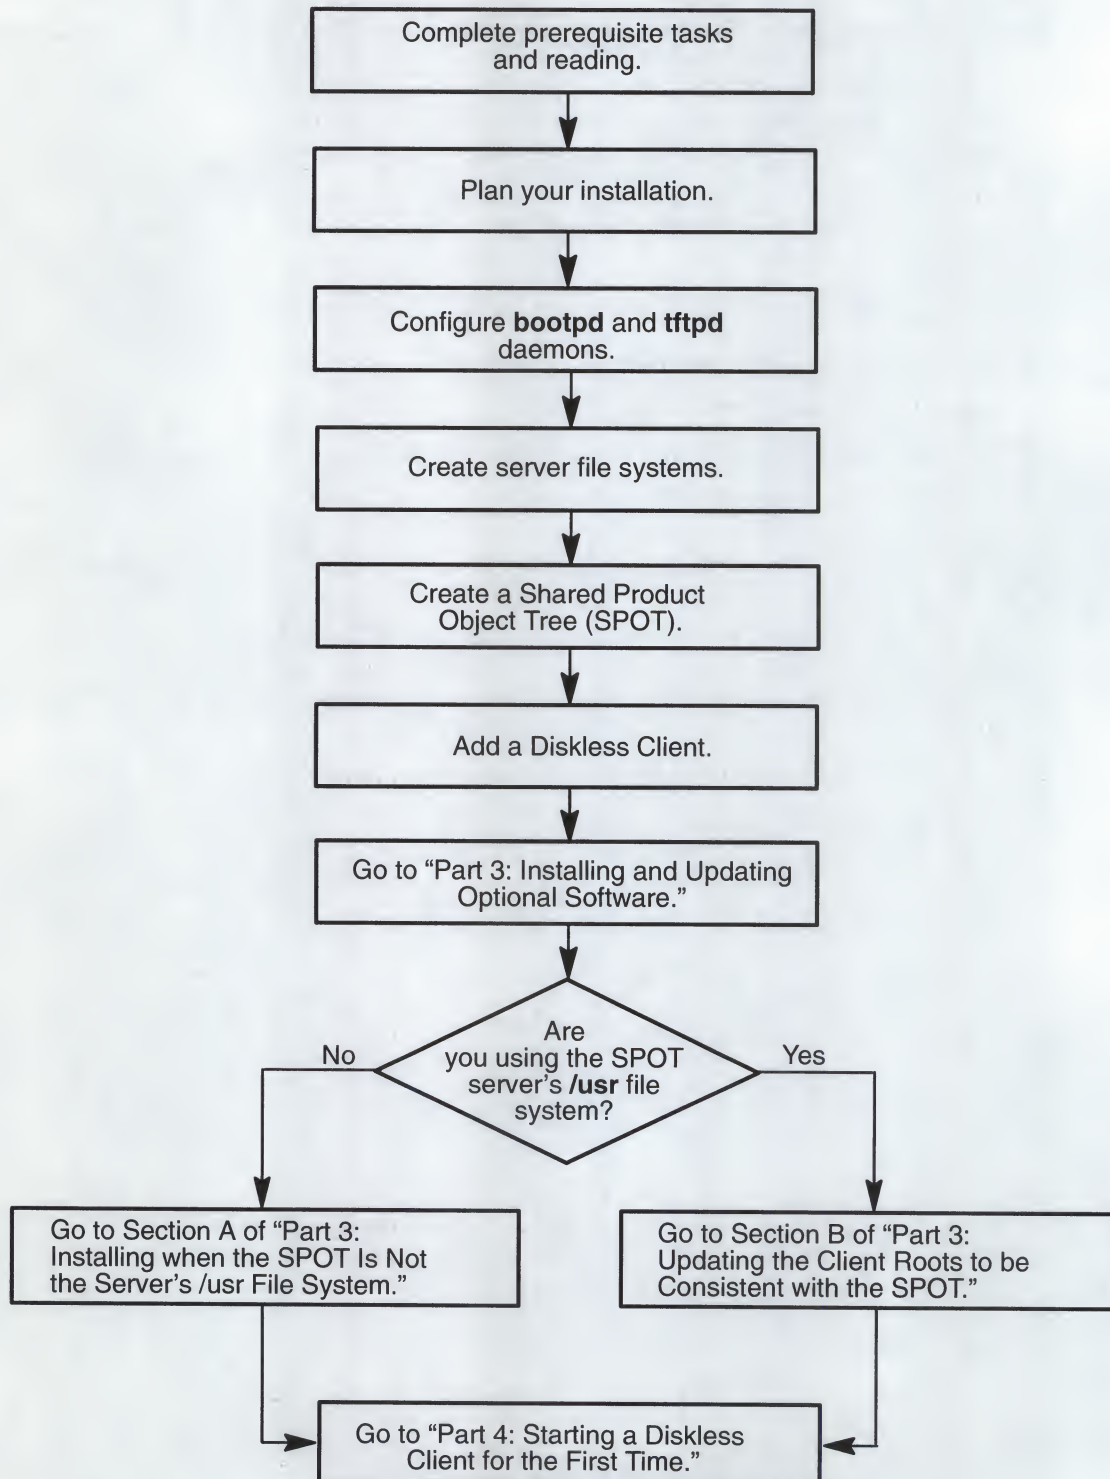 Complete prerequisite tasks
and reading.
Plan your installation.
Configure bootpd and tftpd
daemons.
Create server file systems.
Create a Shared Product
Object Tree (SPOT).
Add a Diskless Client.
Go to “Part 3: Installing and Updating
Optional Software.”
Are
you using the SPOT
server's /usr file
system?
No
Yes
Go to Section A of “Part 3:
Installing when the SPOT Is Not
the Server's /usr File System.”
Go to Section B of “Part 3:
Updating the Client Roots to be
Consistent with the SPOT.”
Go to “Part 4: Starting a Diskless
Client for the First Time.”